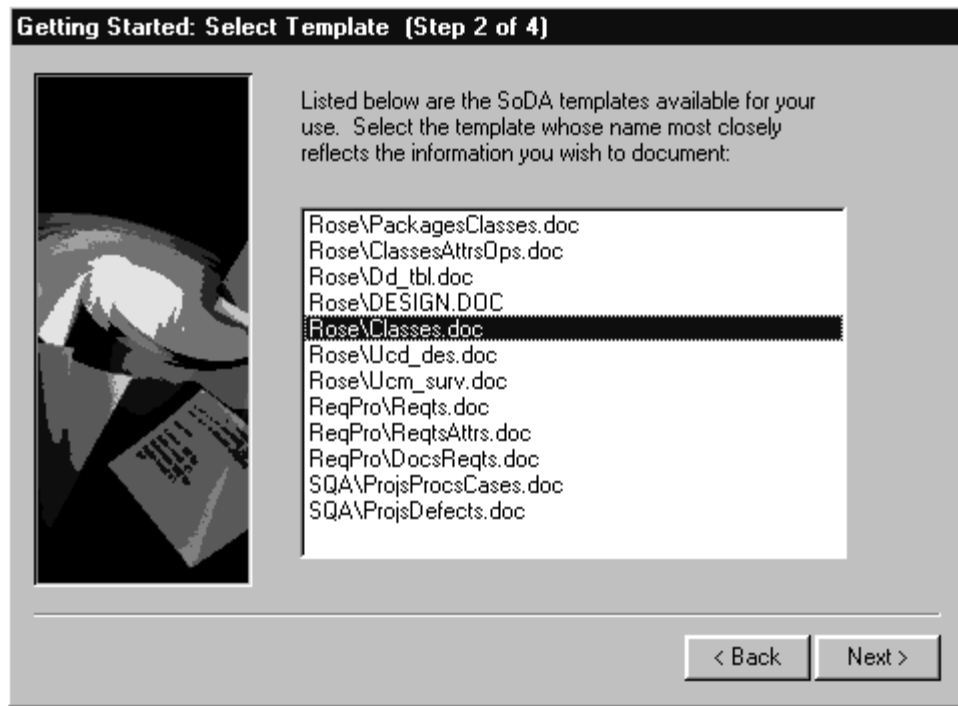 Getting Started: Select Template (Step 2 of 4)
Listed below are the SoDA templates available for your
use. Select the template whose name most closely
reflects the information you wish to document:
Rose\PackagesClasses.doc
Rose\ClassesAttrsOps.doc
Rose\Dd_tbl.doc
Rose\DESIGN.DOC
Rose\Classes.doc
Rose\Ucd_des.doc
Rose\Ucm_surv.doc
ReqPro\Reqts.doc
ReqPro\ReqtsAttrs.doc
ReqPro\DocsReqts.doc
SQA\ProjsProcsCases.doc
SQA\ProjsDefects.doc
< Back
Next >